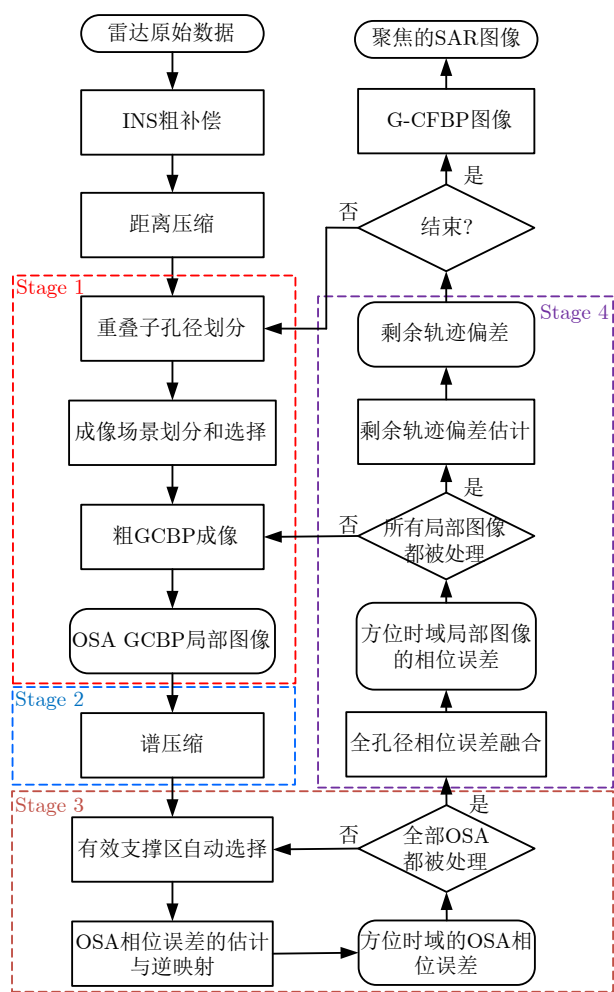 雷达原始数据
INS粗补偿
距离压缩
Stage 1
重叠子孔径划分
成像场景划分和选择
粗GCBP成像
OSA GCBP局部图像
Stage 2
谱压缩
Stage 3
有效支撑区自动选择
OSA相位误差的估计
与逆映射
方位时域的OSA相
位误差
全部OSA
都被处理
否
是
Stage 4
全孔径相位误差融合
方位时域局部图像
的相位误差
所有局部图像
都被处理
否
是
剩余轨迹偏差估计
剩余轨迹偏差
结束?
否
是
G-CFBP图像
聚焦的SAR图像